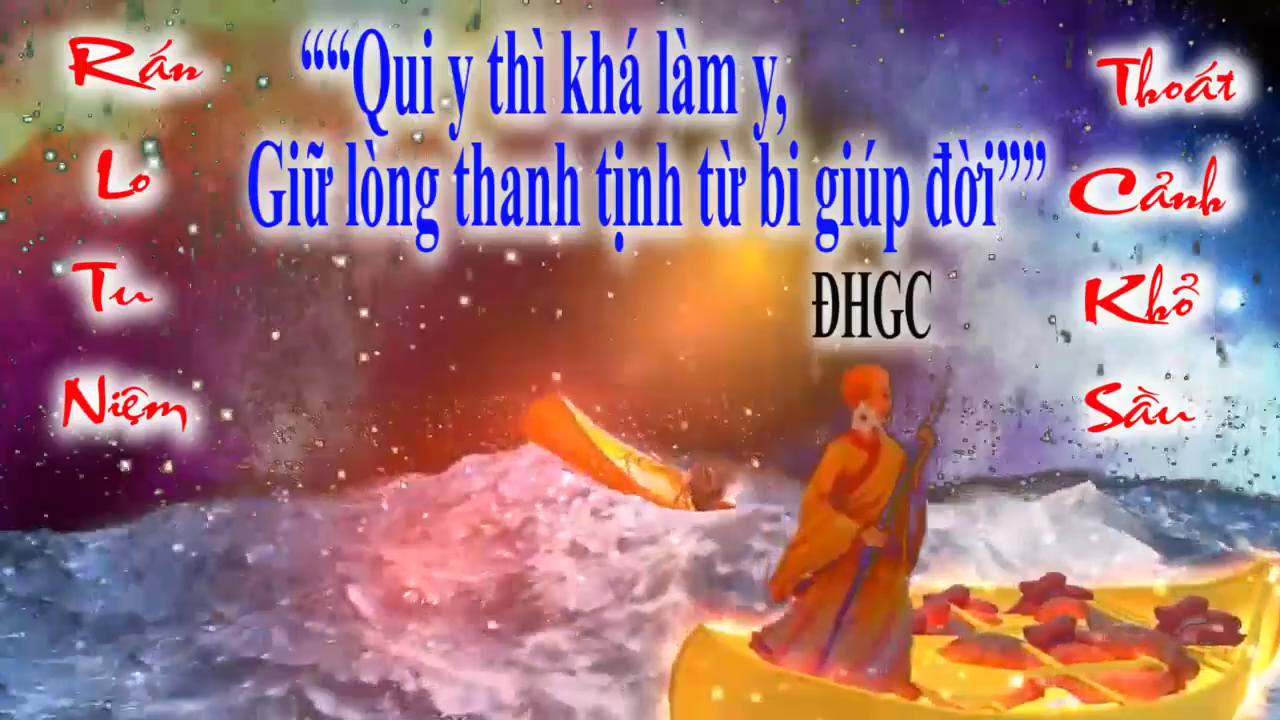 Rấn
Lo
Tu
Niệm
““Qui y thì khá làm y,
Giữ lòng thanh tịnh từ bi giúp đời””
ĐHGC
Thoát
Cảnh
Khổ
Sầu